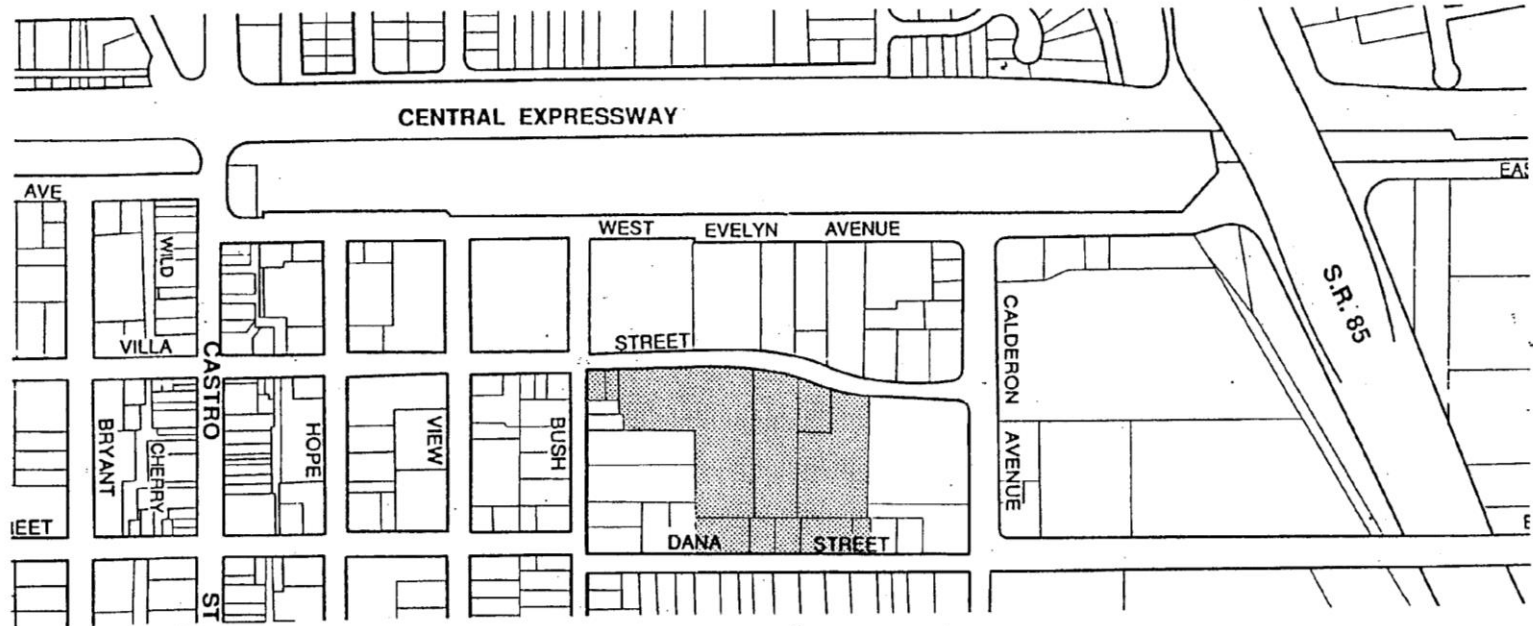 CENTRAL EXPRESSWAY
AVE
WEST EVELYN AVENUE
WILD
VILLA
CASTRO
STREET
CALDERON AVENUE
S.R. 85
BRYANT
CHERRY
HOPE
VIEW
BUSH
DANA STREET
ST